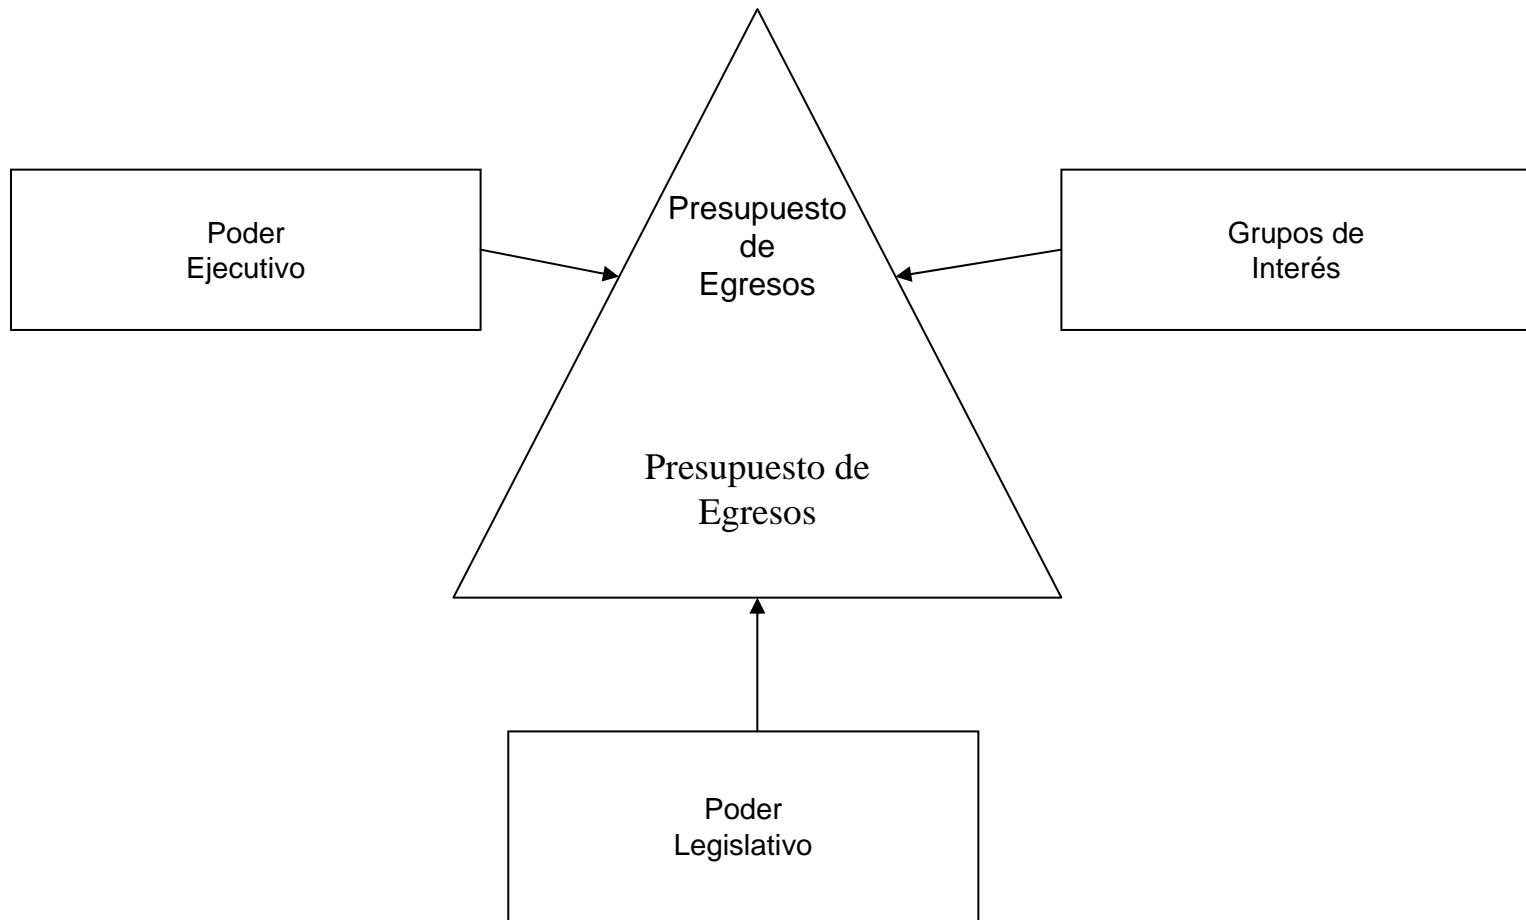 Presupuesto
de
Egresos
Poder
Ejecutivo
Grupos de
Interés
Presupuesto de
Egresos
Poder
Legislativo